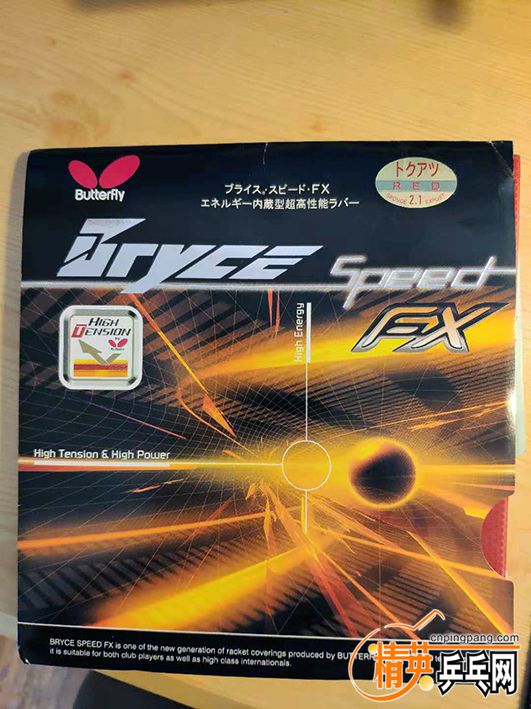 Butterfly
ブライス・スピード・FX
エネルギー内蔵型超高性能ラバー
トクアツ
RED
SPONGE 2.1 EXPORT
Bryce
Speed
FX
HIGH
TENSION
High Energy
High Tension & High Power
BRYCE SPEED FX is one of the new generation of racket coverings produced by BUTTERF
it is suitable for both club players as well as high class internationals.
cnpingpang.com
精英乒乓网